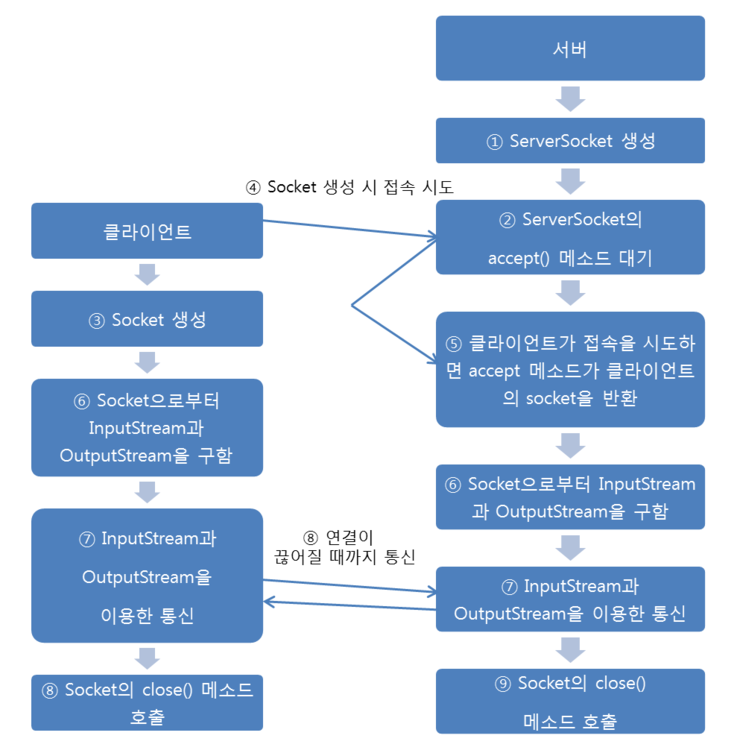 서버
① ServerSocket 생성
④ Socket 생성 시 접속 시도
② ServerSocket의
accept() 메소드 대기
클라이언트
③ Socket 생성
⑤ 클라이언트가 접속을 시도하
면 accept 메소드가 클라이언트
의 socket을 반환
⑥ Socket으로부터
InputStream과
OutputStream을 구함
⑥ Socket으로부터 InputStream
과 OutputStream을 구함
⑦ InputStream과
OutputStream을
이용한 통신
⑧ 연결이
끊어질 때까지 통신
⑦ InputStream과
OutputStream을 이용한 통신
⑧ Socket의 close() 메소드
호출
⑨ Socket의 close()
메소드 호출